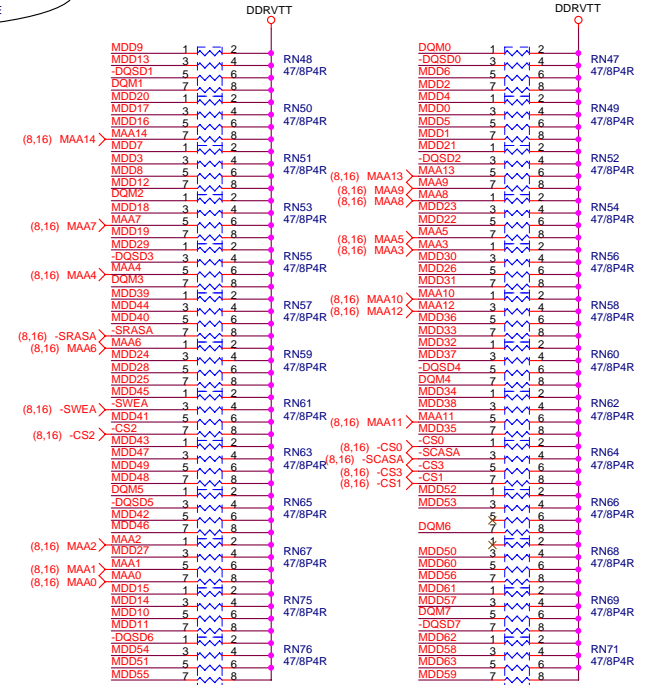 DDRVTT
MDD9 1 2
MDD13 3 4 RN48
-DQSD1 5 6 47/8P4R
DQM1 7 8
MDD20 1 2
MDD17 3 4 RN50
MDD16 5 6 47/8P4R
(8,16) MAA14 MAA14 7 8
MDD7 1 2
MDD3 3 4 RN51
MDD8 5 6 47/8P4R
MDD12 7 8
DQM2 1 2
MDD18 3 4 RN53
(8,16) MAA7 MAA7 5 6 47/8P4R
MDD19 7 8
MDD29 1 2
-DQSD3 3 4 RN55
(8,16) MAA4 MAA4 5 6 47/8P4R
DQM3 7 8
MDD39 1 2
MDD44 3 4 RN57
MDD40 5 6 47/8P4R
(8,16) -SRASA -SRASA 7 8
(8,16) MAA6 MAA6 1 2
MDD24 3 4 RN59
MDD28 5 6 47/8P4R
MDD25 7 8
MDD45 1 2
(8,16) -SWEA -SWEA 3 4 RN61
MDD41 5 6 47/8P4R
(8,16) -CS2 -CS2 7 8
MDD43 1 2
MDD47 3 4 RN63
MDD49 5 6 47/8P4R
MDD48 7 8
DQM5 1 2
-DQSD5 3 4 RN65
MDD42 5 6 47/8P4R
MDD46 7 8
(8,16) MAA2 MAA2 1 2
MDD27 3 4 RN67
(8,16) MAA1 MAA1 5 6 47/8P4R
(8,16) MAA0 MAA0 7 8
MDD15 1 2
MDD14 3 4 RN75
MDD10 5 6 47/8P4R
MDD11 7 8
-DQSD6 1 2
MDD54 3 4 RN76
MDD51 5 6 47/8P4R
MDD55 7 8
DDRVTT
DQM0 1 2
-DQSD0 3 4 RN47
MDD6 5 6 47/8P4R
MDD2 7 8
MDD4 1 2
MDD0 3 4 RN49
MDD5 5 6 47/8P4R
MDD1 7 8
MDD21 1 2
-DQSD2 3 4 RN52
(8,16) MAA13 MAA13 5 6 47/8P4R
(8,16) MAA9 MAA9 7 8
(8,16) MAA8 MAA8 1 2
MDD23 3 4 RN54
MDD22 5 6 47/8P4R
(8,16) MAA5 MAA5 7 8
(8,16) MAA3 MAA3 1 2
MDD30 3 4 RN56
MDD26 5 6 47/8P4R
MDD31 7 8
(8,16) MAA10 MAA10 1 2
(8,16) MAA12 MAA12 3 4 RN58
MDD36 5 6 47/8P4R
MDD33 7 8
MDD32 1 2
MDD37 3 4 RN60
-DQSD4 5 6 47/8P4R
DQM4 7 8
MDD34 1 2
MDD38 3 4 RN62
(8,16) MAA11 MAA11 5 6 47/8P4R
MDD35 7 8
(8,16) -CS0 -CS0 1 2
(8,16) -SCASA -SCASA 3 4 RN64
(8,16) -CS3 -CS3 5 6 47/8P4R
(8,16) -CS1 -CS1 7 8
MDD52 1 2
MDD53 3 4 RN66
5 6 47/8P4R
DQM6 7 8
1 2
MDD50 3 4 RN68
MDD60 5 6 47/8P4R
MDD56 7 8
MDD61 1 2
MDD57 3 4 RN69
DQM7 5 6 47/8P4R
-DQSD7 7 8
MDD62 1 2
MDD58 3 4 RN71
MDD63 5 6 47/8P4R
MDD59 7 8